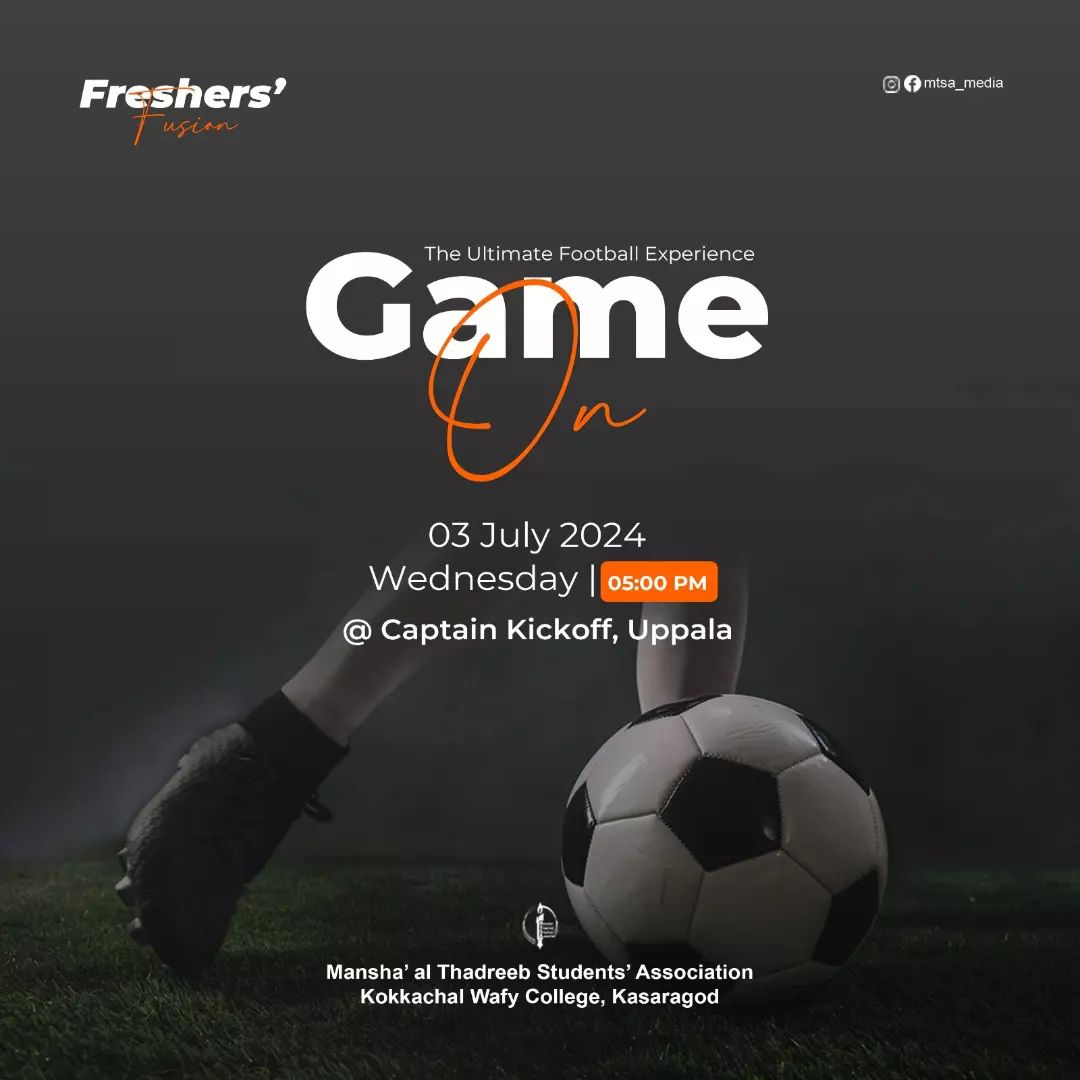 Freshers’
Fusion
mtsa_media
The Ultimate Football Experience
Game
On
03 July 2024
Wednesday | 05:00 PM
@ Captain Kickoff, Uppala
Mansha’ al Thadreeb Students’ Association
Kokkachal Wafy College, Kasaragod